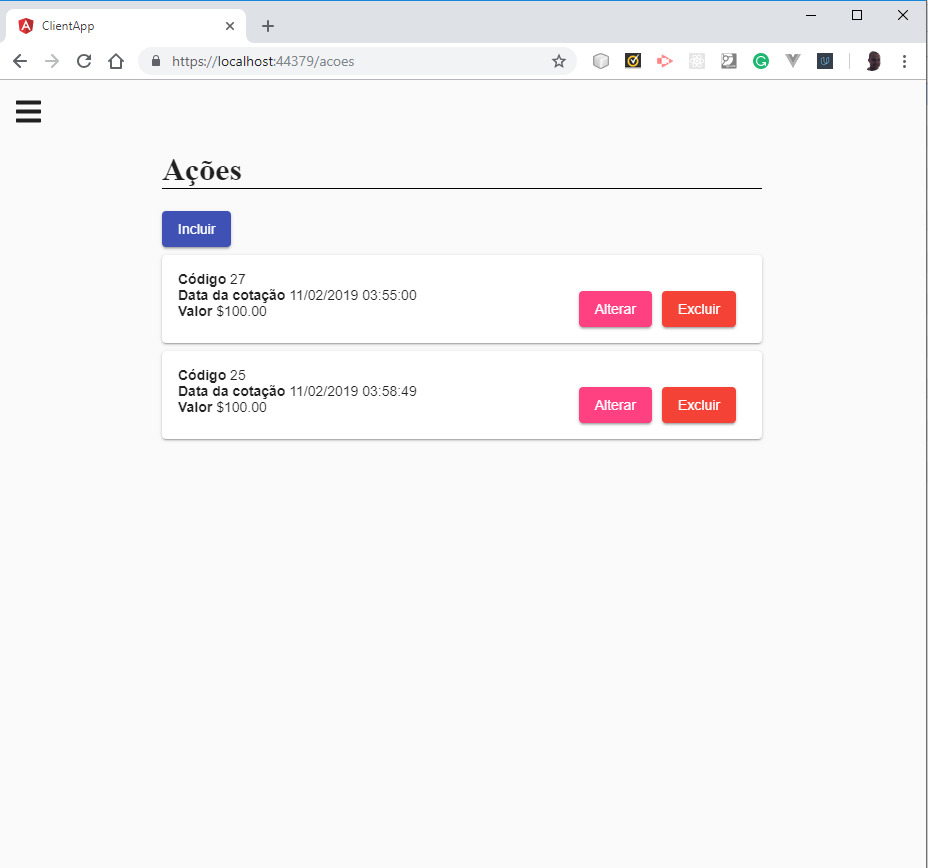 ClientApp
https://localhost:44379/acoes
Ações
Incluir
Código 27
Data da cotação 11/02/2019 03:55:00
Valor $100.00
Alterar Excluir
Código 25
Data da cotação 11/02/2019 03:58:49
Valor $100.00
Alterar Excluir